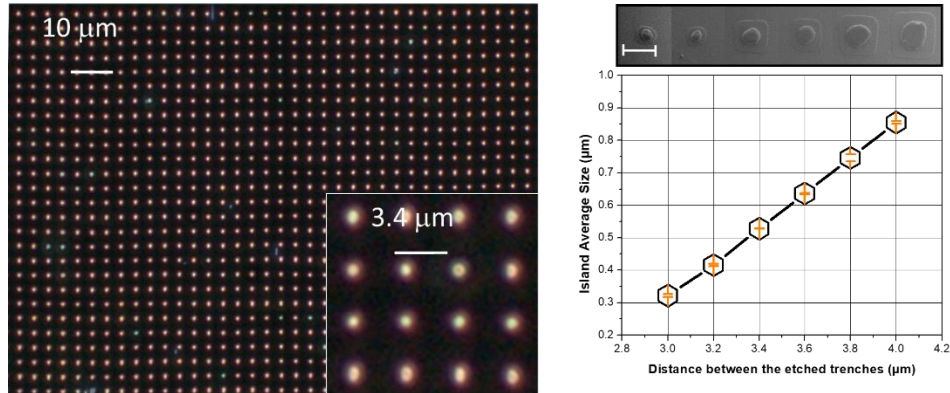 10 μm
3.4 μm
1.0
0.9
0.8
0.7
0.6
0.5
0.4
0.3
0.2
Island Average Size (μm)
2.8 3.0 3.2 3.4 3.6 3.8 4.0 4.2
Distance between the etched trenches (μm)